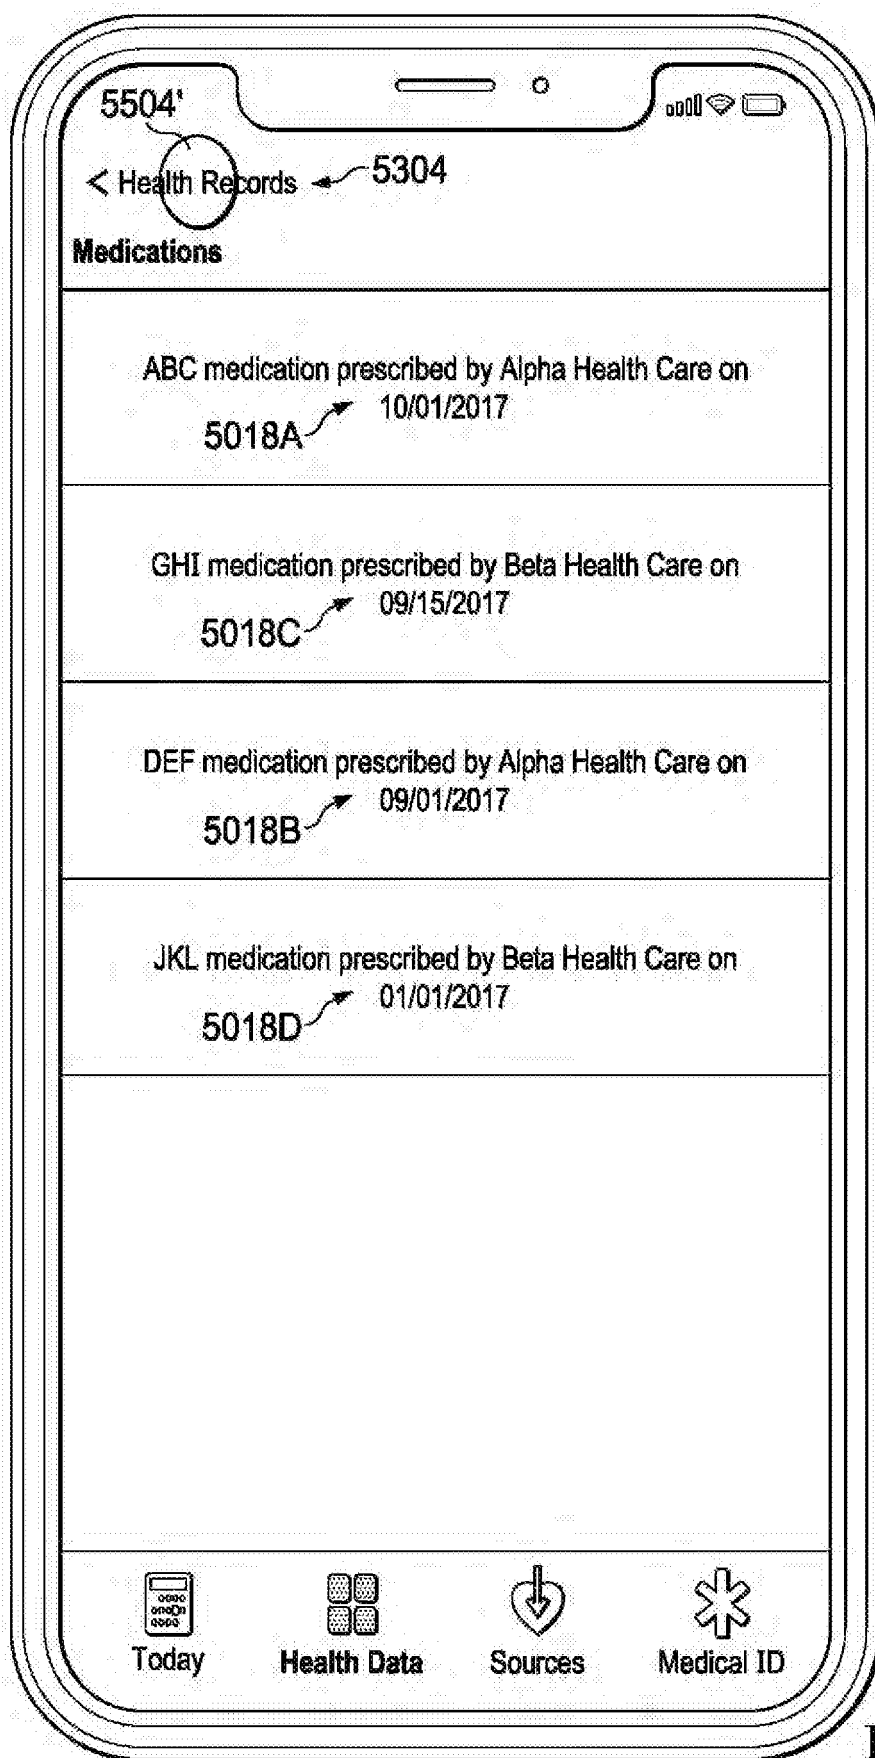 5504'
< Health Records
5304
Medications
ABC medication prescribed by Alpha Health Care on
10/01/2017
5018A
GHI medication prescribed by Beta Health Care on
09/15/2017
5018C
DEF medication prescribed by Alpha Health Care on
09/01/2017
5018B
JKL medication prescribed by Beta Health Care on
01/01/2017
5018D
Today
Health Data
Sources
Medical ID